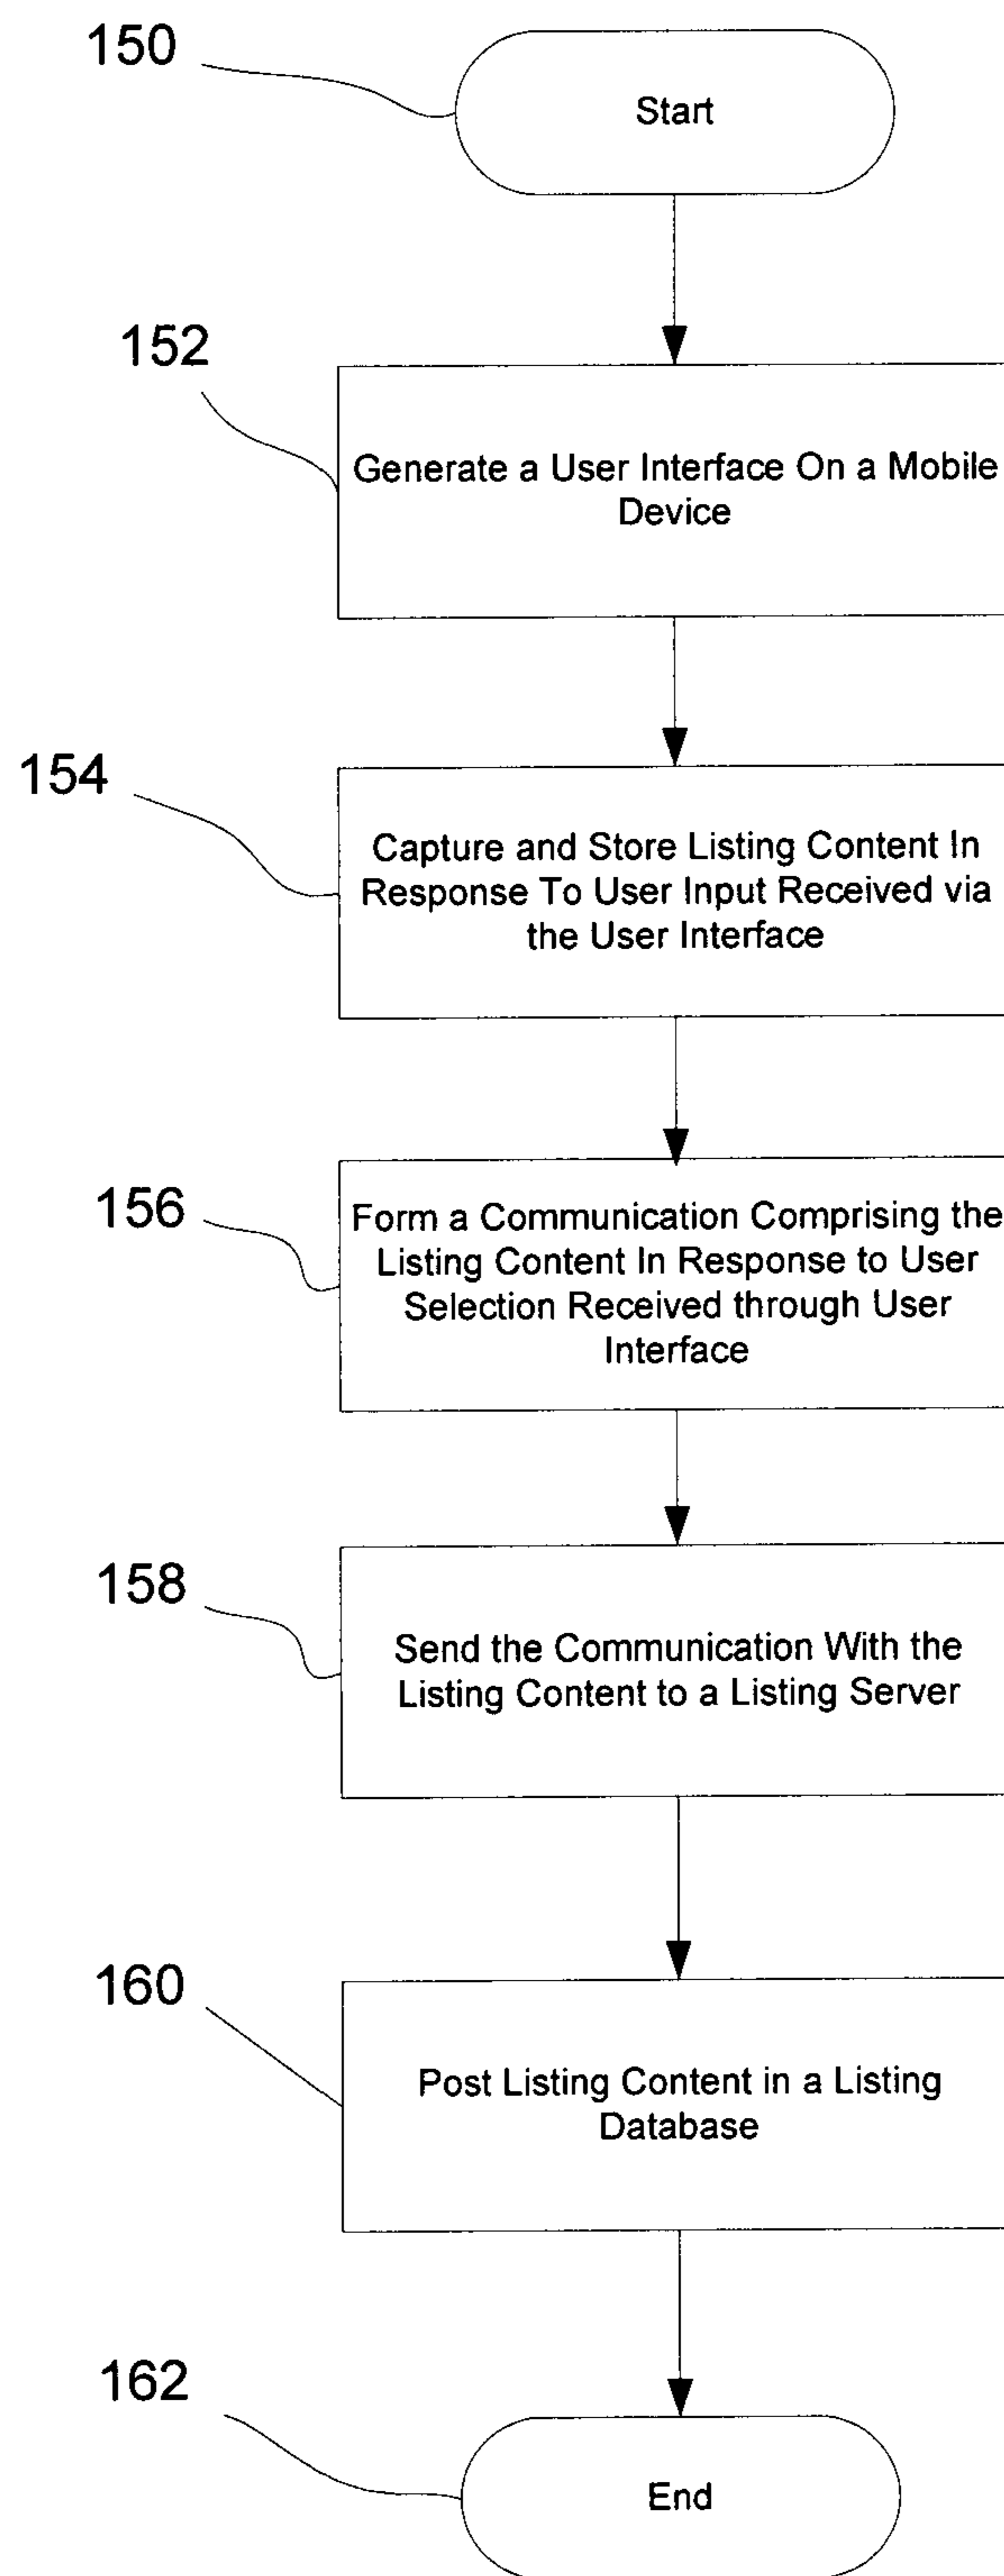 150
Start
152
Generate a User Interface On a Mobile
Device
154
Capture and Store Listing Content In
Response To User Input Received via
the User Interface
156
Form a Communication Comprising the
Listing Content In Response to User
Selection Received through User
Interface
158
Send the Communication With the
Listing Content to a Listing Server
160
Post Listing Content in a Listing
Database
162
End